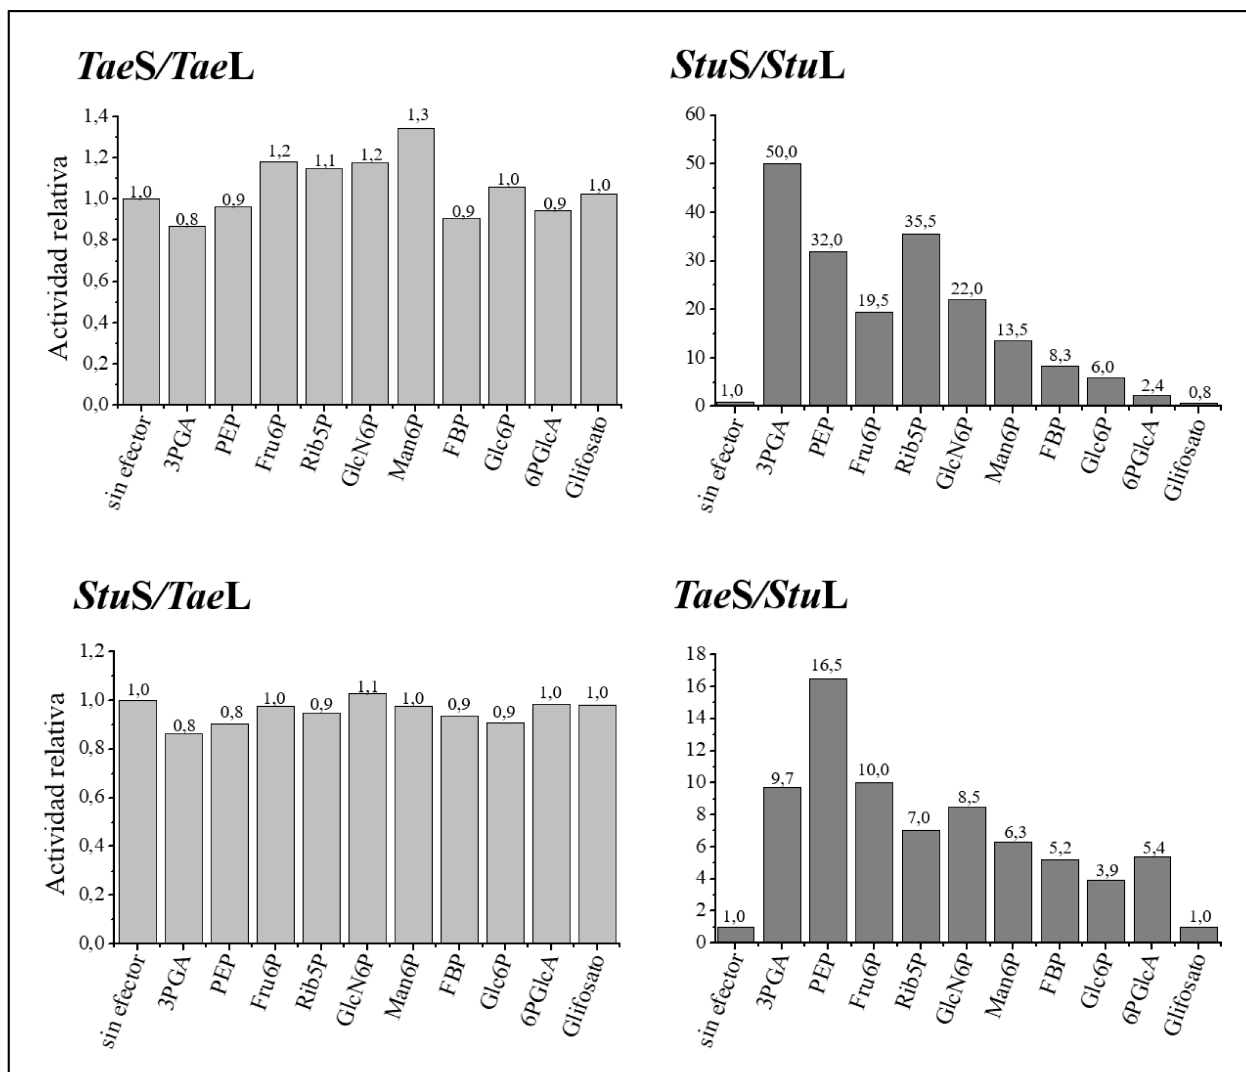 TaeS/TaeL
Actividad relativa
1,4
1,2
1,0
0,8
0,6
0,4
0,2
0,0
1,0
0,8
0,9
1,2
1,1
1,2
1,3
0,9
1,0
0,9
1,0
sin efector
3PGA
PEP
Fru6P
Rib5P
GlcN6P
Man6P
FBP
Glc6P
6PGlcA
Glifosato
StuS/StuL
60
50
40
30
20
10
0
1,0
50,0
32,0
19,5
35,5
22,0
13,5
8,3
6,0
2,4
0,8
sin efector
3PGA
PEP
Fru6P
Rib5P
GlcN6P
Man6P
FBP
Glc6P
6PGlcA
Glifosato
StuS/TaeL
Actividad relativa
1,2
1,0
0,8
0,6
0,4
0,2
0,0
1,0
0,8
0,8
1,0
0,9
1,1
1,0
0,9
0,9
1,0
1,0
sin efector
3PGA
PEP
Fru6P
Rib5P
GlcN6P
Man6P
FBP
Glc6P
6PGlcA
Glifosato
TaeS/StuL
18
16
14
12
10
8
6
4
2
0
1,0
9,7
16,5
10,0
7,0
8,5
6,3
5,2
3,9
5,4
1,0
sin efector
3PGA
PEP
Fru6P
Rib5P
GlcN6P
Man6P
FBP
Glc6P
6PGlcA
Glifosato